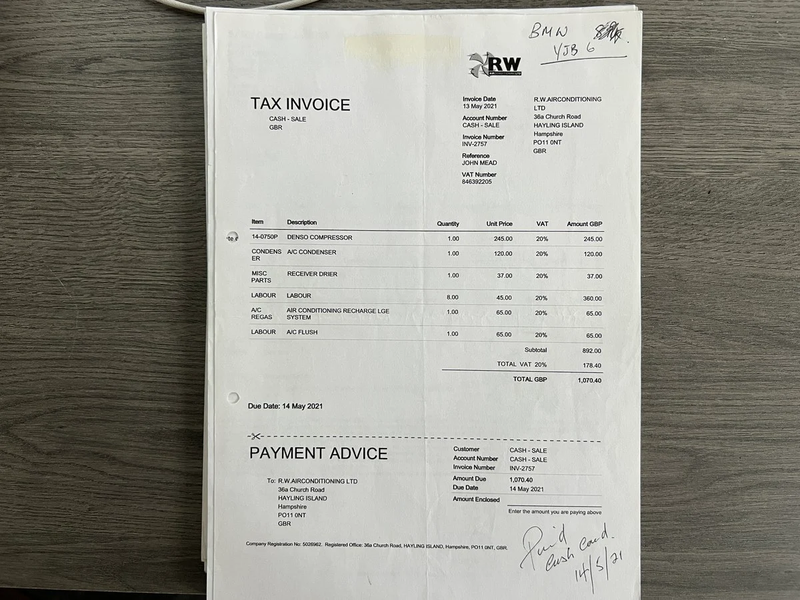 BMW
YJB 6
RW
TAX INVOICE
CASH - SALE
GBR
Invoice Date
13 May 2021
Account Number
CASH - SALE
Invoice Number
INV-2757
Reference
JOHN MEAD
VAT Number
846392205
R.W.AIRCONDITIONING
LTD
36a Church Road
HAYLING ISLAND
Hampshire
PO11 0NT
GBR
Item Description Quantity Unit Price VAT Amount GBP
14-0750P DENSO COMPRESSOR 1.00 245.00 20% 245.00
CONDENS A/C CONDENSER 1.00 120.00 20% 120.00
ER
MISC RECEIVER DRIER 1.00 37.00 20% 37.00
PARTS
LABOUR LABOUR 8.00 45.00 20% 360.00
A/C AIR CONDITIONING RECHARGE LGE 1.00 65.00 20% 65.00
REGAS SYSTEM
LABOUR A/C FLUSH 1.00 65.00 20% 65.00
Subtotal 892.00
TOTAL VAT 20% 178.40
TOTAL GBP 1,070.40
Due Date: 14 May 2021
PAYMENT ADVICE
To: R.W.AIRCONDITIONING LTD
36a Church Road
HAYLING ISLAND
Hampshire
PO11 0NT
GBR
Customer CASH - SALE
Account Number CASH - SALE
Invoice Number INV-2757
Amount Due 1,070.40
Due Date 14 May 2021
Amount Enclosed
Enter the amount you are paying above
Company Registration No: 5026962. Registered Office: 36a Church Road, HAYLING ISLAND, Hampshire, PO11 0NT, GBR.
Paid
Cash Card.
14/5/21